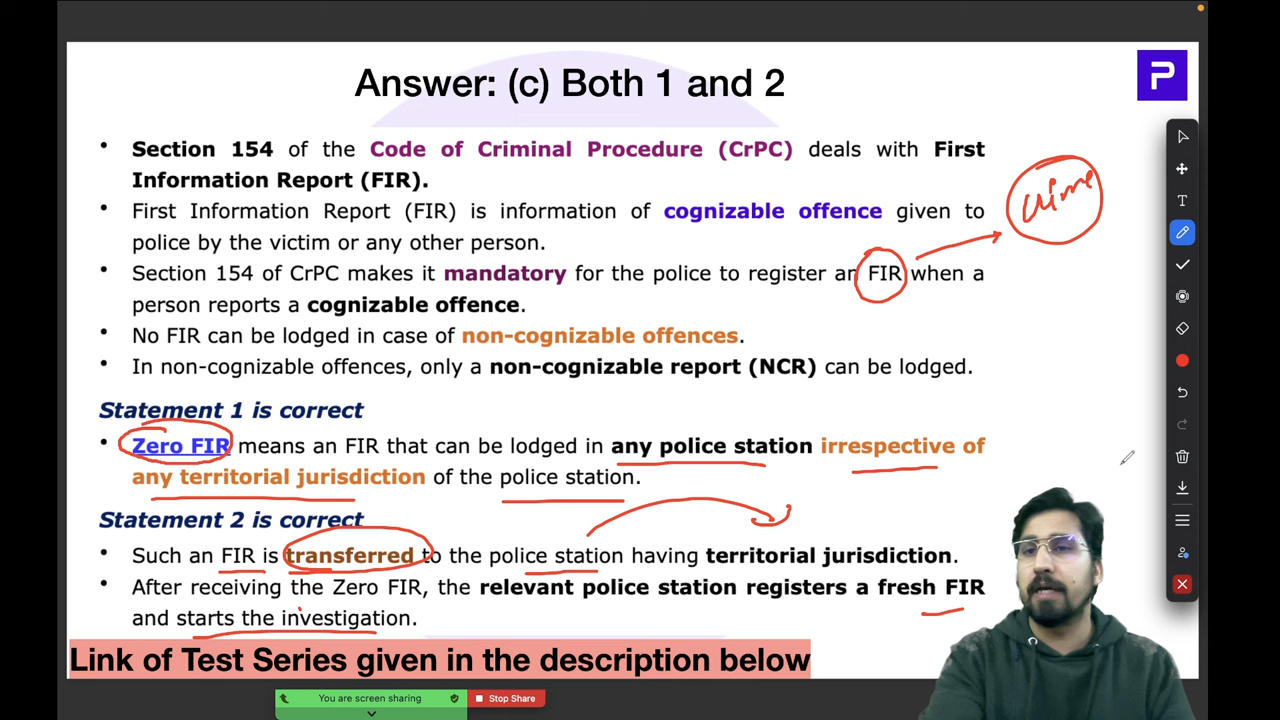 Answer: (c) Both 1 and 2
P
• Section 154 of the Code of Criminal Procedure (CrPC) deals with First
Information Report (FIR).
• First Information Report (FIR) is information of cognizable offence given to
police by the victim or any other person.
crime
• Section 154 of CrPC makes it mandatory for the police to register an FIR when a
person reports a cognizable offence.
• No FIR can be lodged in case of non-cognizable offences.
• In non-cognizable offences, only a non-cognizable report (NCR) can be lodged.
Statement 1 is correct
• Zero FIR means an FIR that can be lodged in any police station irrespective of
any territorial jurisdiction of the police station.
Statement 2 is correct
• Such an FIR is transferred to the police station having territorial jurisdiction.
• After receiving the Zero FIR, the relevant police station registers a fresh FIR
and starts the investigation.
Link of Test Series given in the description below
You are screen sharing
Stop Share
T